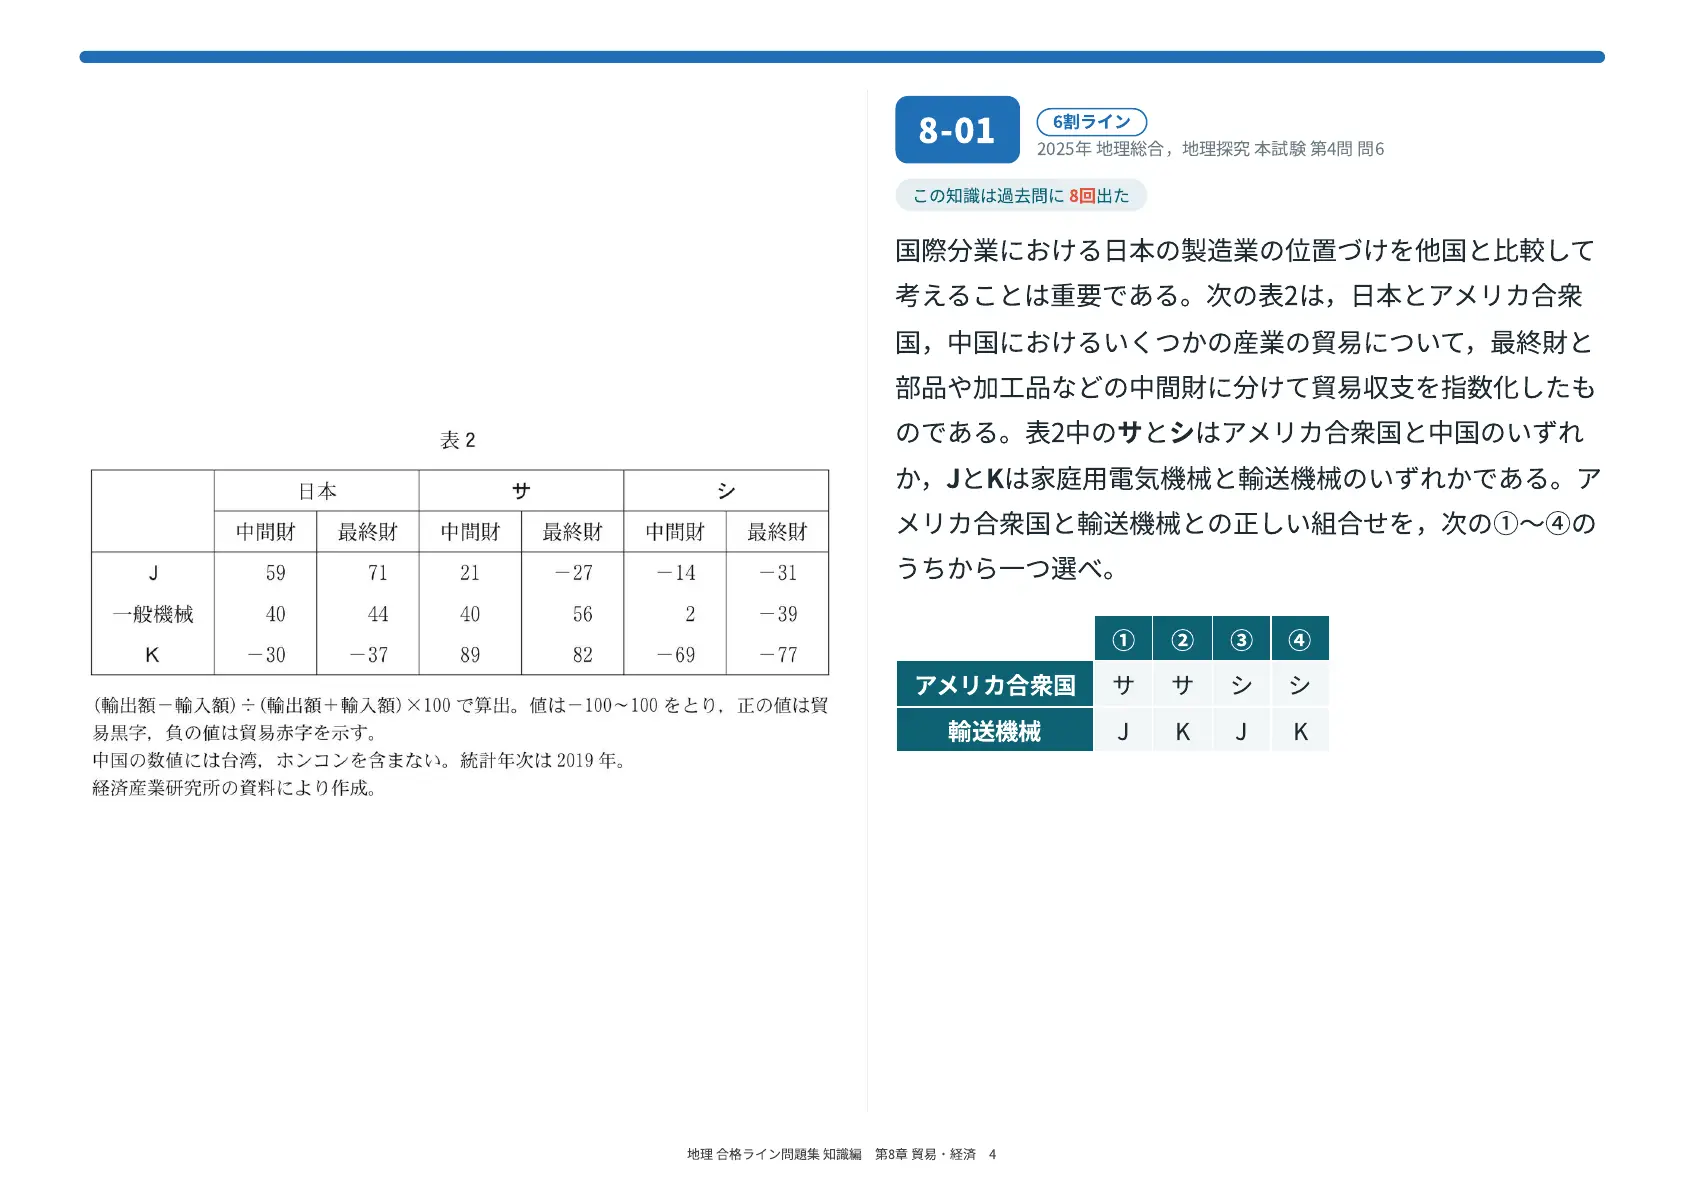 表 2
日本 サ シ
中間財 最終財 中間財 最終財 中間財 最終財
J 59 71 21 −27 −14 −31
一般機械 40 44 40 56 2 −39
K −30 −37 89 82 −69 −77
(輸出額−輸入額)÷(輸出額+輸入額)×100 で算出。値は−100~100 をとり，正の値は貿
易黒字，負の値は貿易赤字を示す。
中国の数値には台湾，ホンコンを含まない。統計年次は 2019 年。
経済産業研究所の資料により作成。
8-01
6割ライン
2025年 地理総合，地理探究 本試験 第4問 問6
この知識は過去問に 8回出た
国際分業における日本の製造業の位置づけを他国と比較して
考えることは重要である。次の表2は，日本とアメリカ合衆
国，中国におけるいくつかの産業の貿易について，最終財と
部品や加工品などの中間財に分けて貿易収支を指数化したも
のである。表2中のサとシはアメリカ合衆国と中国のいずれ
か，JとKは家庭用電気機械と輸送機械のいずれかである。ア
メリカ合衆国と輸送機械との正しい組合せを，次の①～④の
うちから一つ選べ。
① ② ③ ④
アメリカ合衆国 サ サ シ シ
輸送機械 J K J K
地理 合格ライン問題集 知識編 第8章 貿易・経済 4